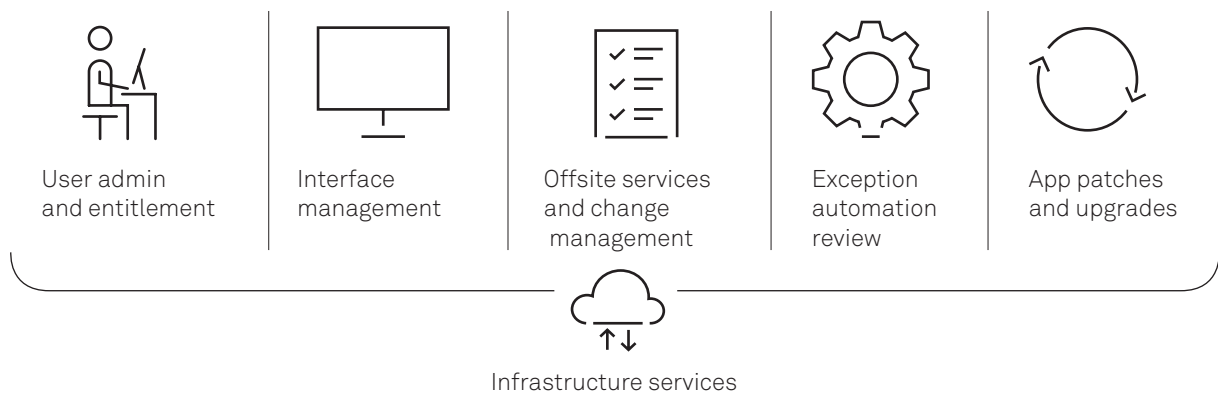 User admin
and entitlement
Interface
management
Offsite services
and change
management
Exception
automation
review
App patches
and upgrades
Infrastructure services